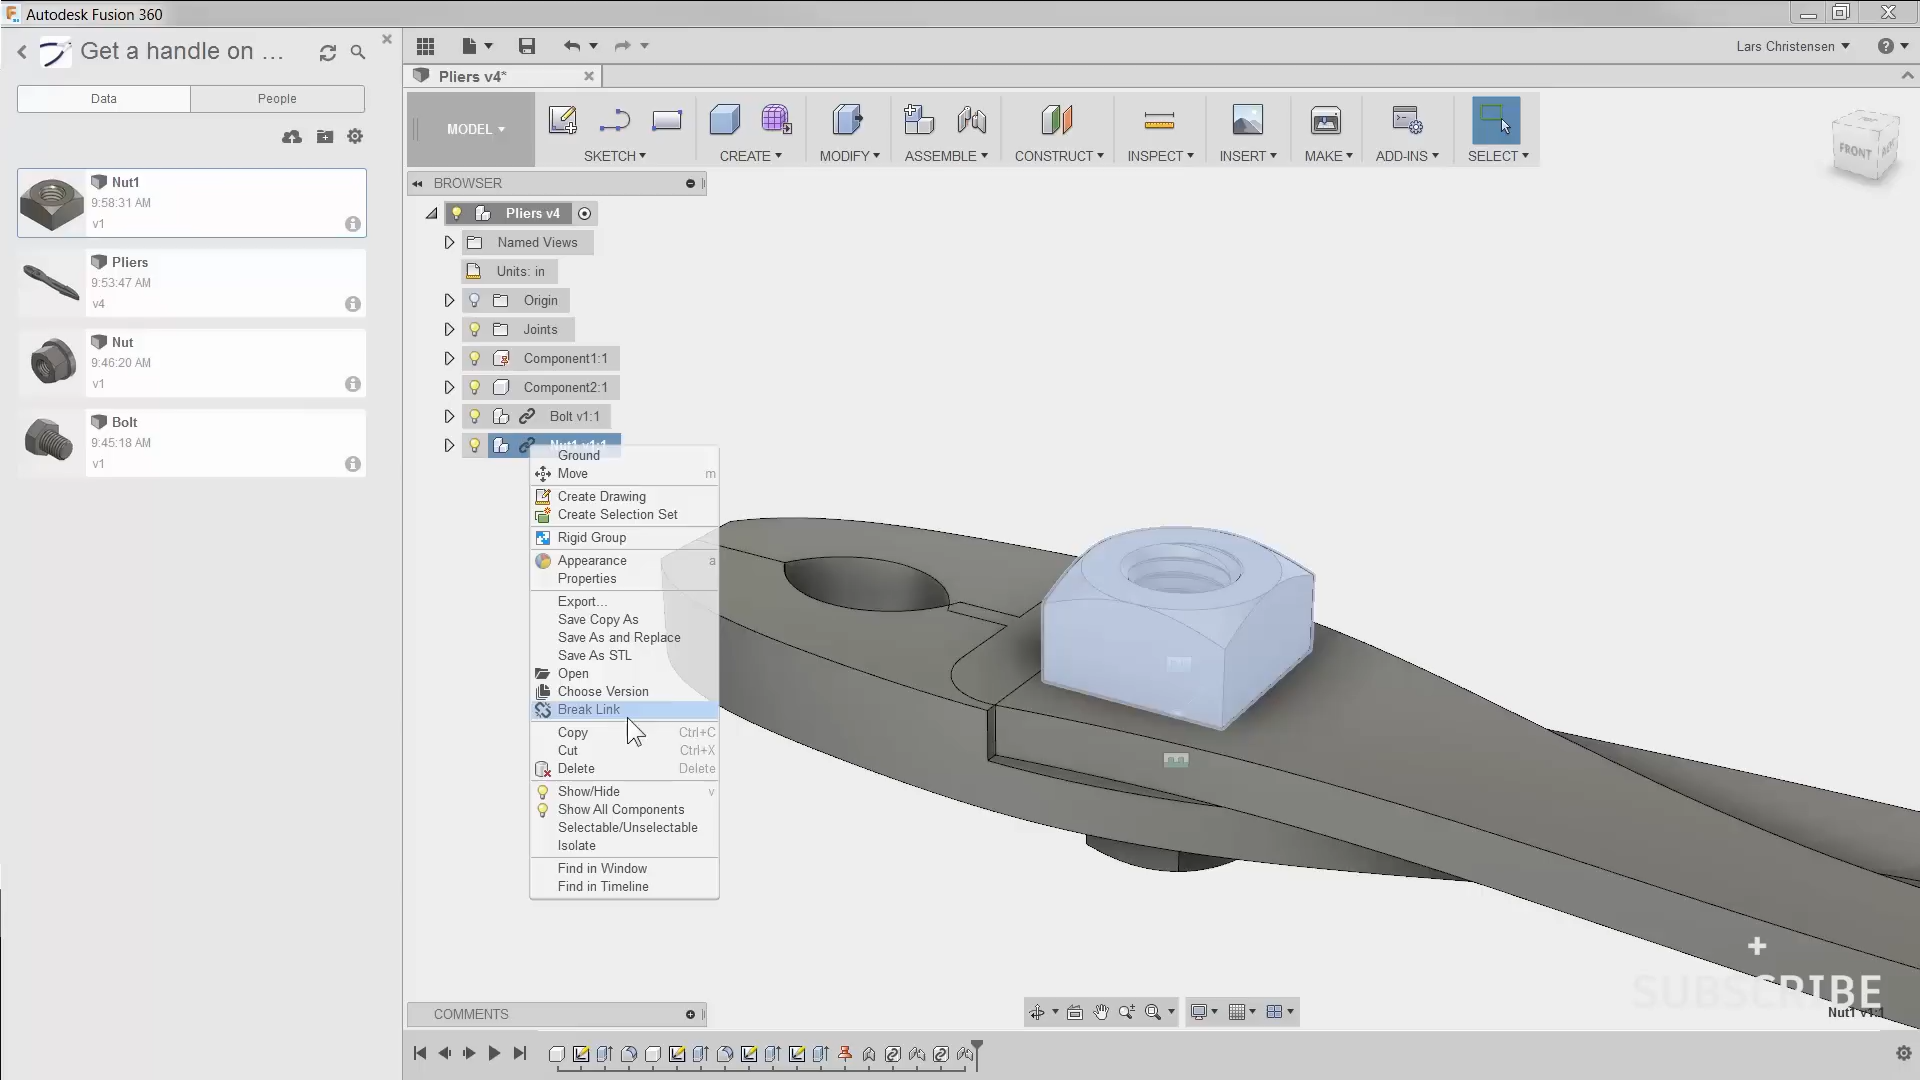 Autodesk Fusion 360
Get a handle on ...
Lars Christensen
Pliers v4*
Data
People
MODEL
SKETCH
CREATE
MODIFY
ASSEMBLE
CONSTRUCT
INSPECT
INSERT
MAKE
ADD-INS
SELECT
FRONT
BROWSER
Nut1
9:58:31 AM
v1
Pliers
9:53:47 AM
v4
Nut
9:46:20 AM
v1
Bolt
9:45:18 AM
v1
Pliers v4
Named Views
Units: in
Origin
Joints
Component1:1
Component2:1
Bolt v1:1
Nut1 v1:1
Ground
Move m
Create Drawing
Create Selection Set
Rigid Group
Appearance a
Properties
Export...
Save Copy As
Save As and Replace
Save As STL
Open
Choose Version
Break Link
Copy Ctrl+C
Cut Ctrl+X
Delete Delete
Show/Hide v
Show All Components
Selectable/Unselectable
Isolate
Find in Window
Find in Timeline
SUBSCRIBE
Nut1 v1:1
COMMENTS